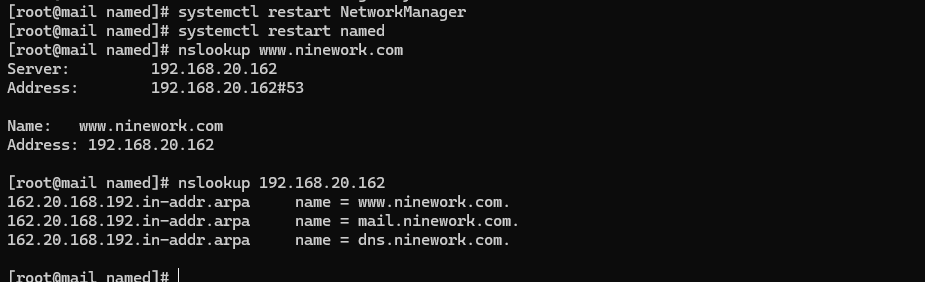 [root@mail named]# systemctl restart NetworkManager
[root@mail named]# systemctl restart named
[root@mail named]# nslookup www.ninework.com
Server:         192.168.20.162
Address:        192.168.20.162#53

Name:   www.ninework.com
Address: 192.168.20.162

[root@mail named]# nslookup 192.168.20.162
162.20.168.192.in-addr.arpa     name = www.ninework.com.
162.20.168.192.in-addr.arpa     name = mail.ninework.com.
162.20.168.192.in-addr.arpa     name = dns.ninework.com.

[root@mail named]#